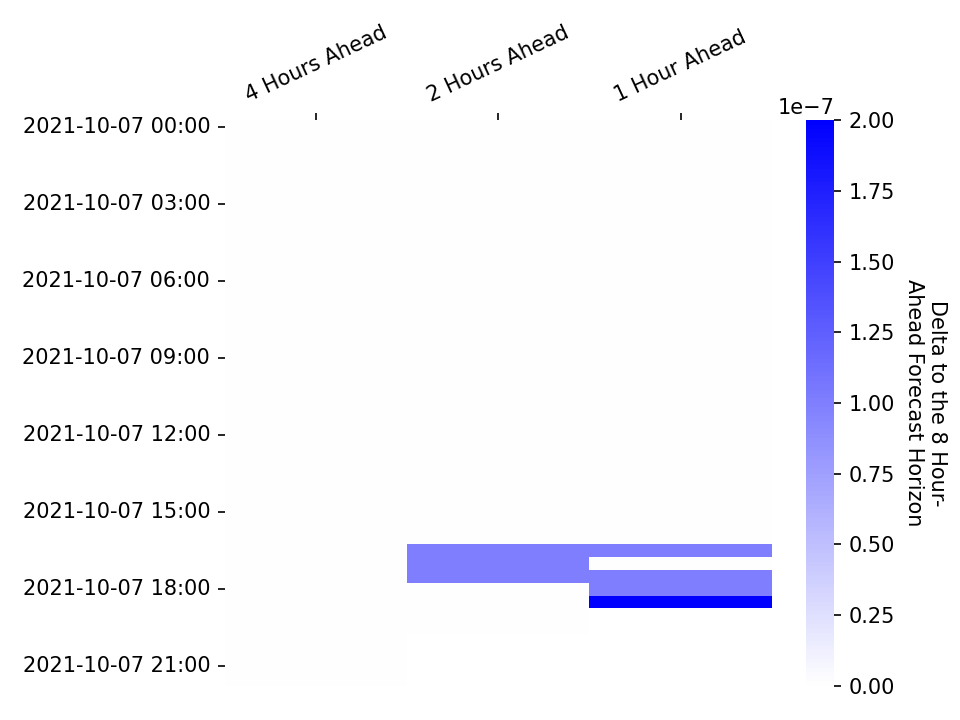 4 Hours Ahead
2 Hours Ahead
1 Hour Ahead
2021-10-07 00:00
2021-10-07 03:00
2021-10-07 06:00
2021-10-07 09:00
2021-10-07 12:00
2021-10-07 15:00
2021-10-07 18:00
2021-10-07 21:00
1e−7
2.00
1.75
1.50
1.25
1.00
0.75
0.50
0.25
0.00
Delta to the 8 Hour-
Ahead Forecast Horizon